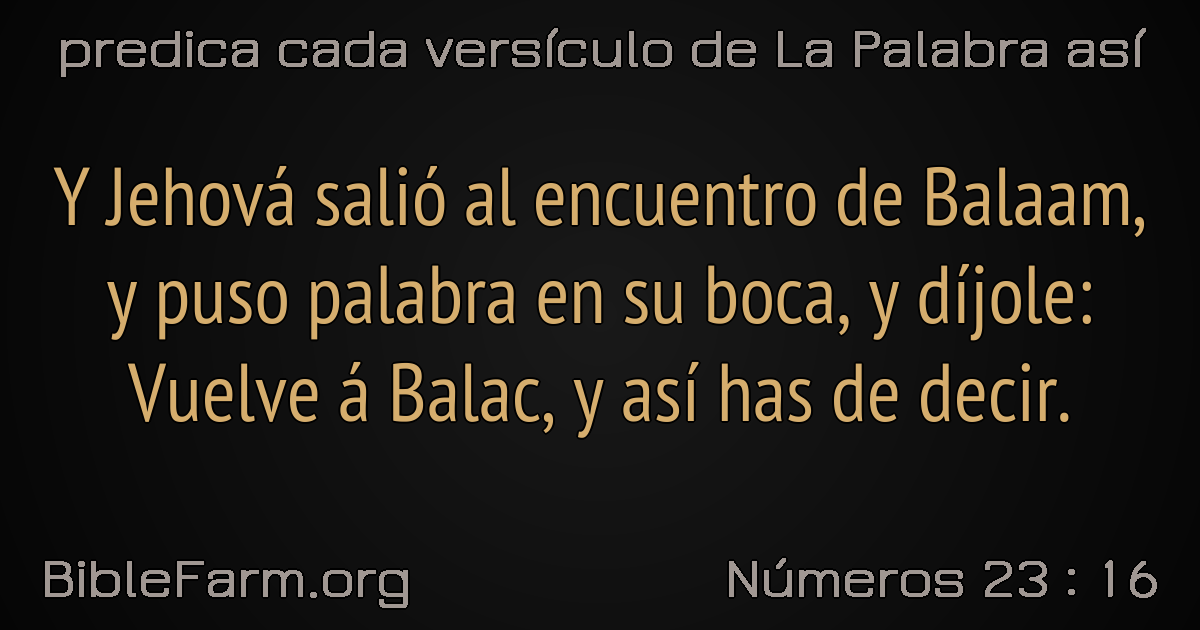 predica cada versículo de La Palabra así
Y Jehová salió al encuentro de Balaam,
y puso palabra en su boca, y díjole:
Vuelve á Balac, y así has de decir.
BibleFarm.org
Números 23 : 16